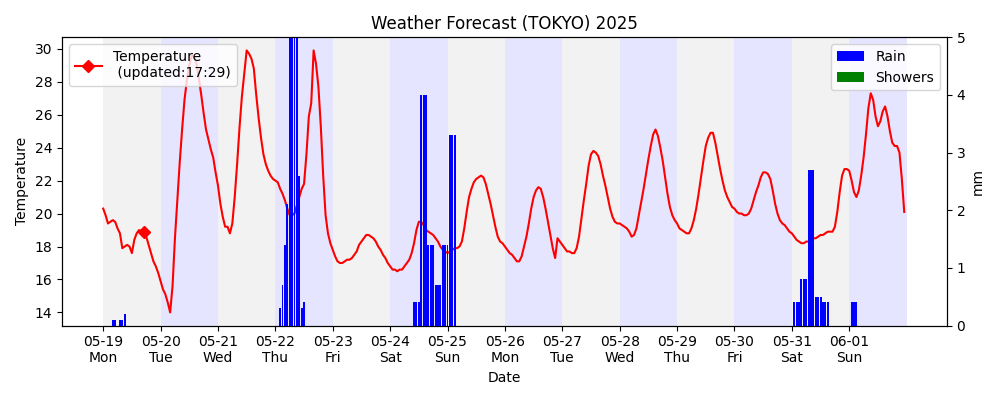 Weather Forecast (TOKYO) 2025
Temperature
(updated:17:29)
Rain
Showers
Temperature
30
28
26
24
22
20
18
16
14
5
4
3
2
1
0
mm
05-19 05-20 05-21 05-22 05-23 05-24 05-25 05-26 05-27 05-28 05-29 05-30 05-31 06-01
Mon Tue Wed Thu Fri Sat Sun Mon Tue Wed Thu Fri Sat Sun
Date